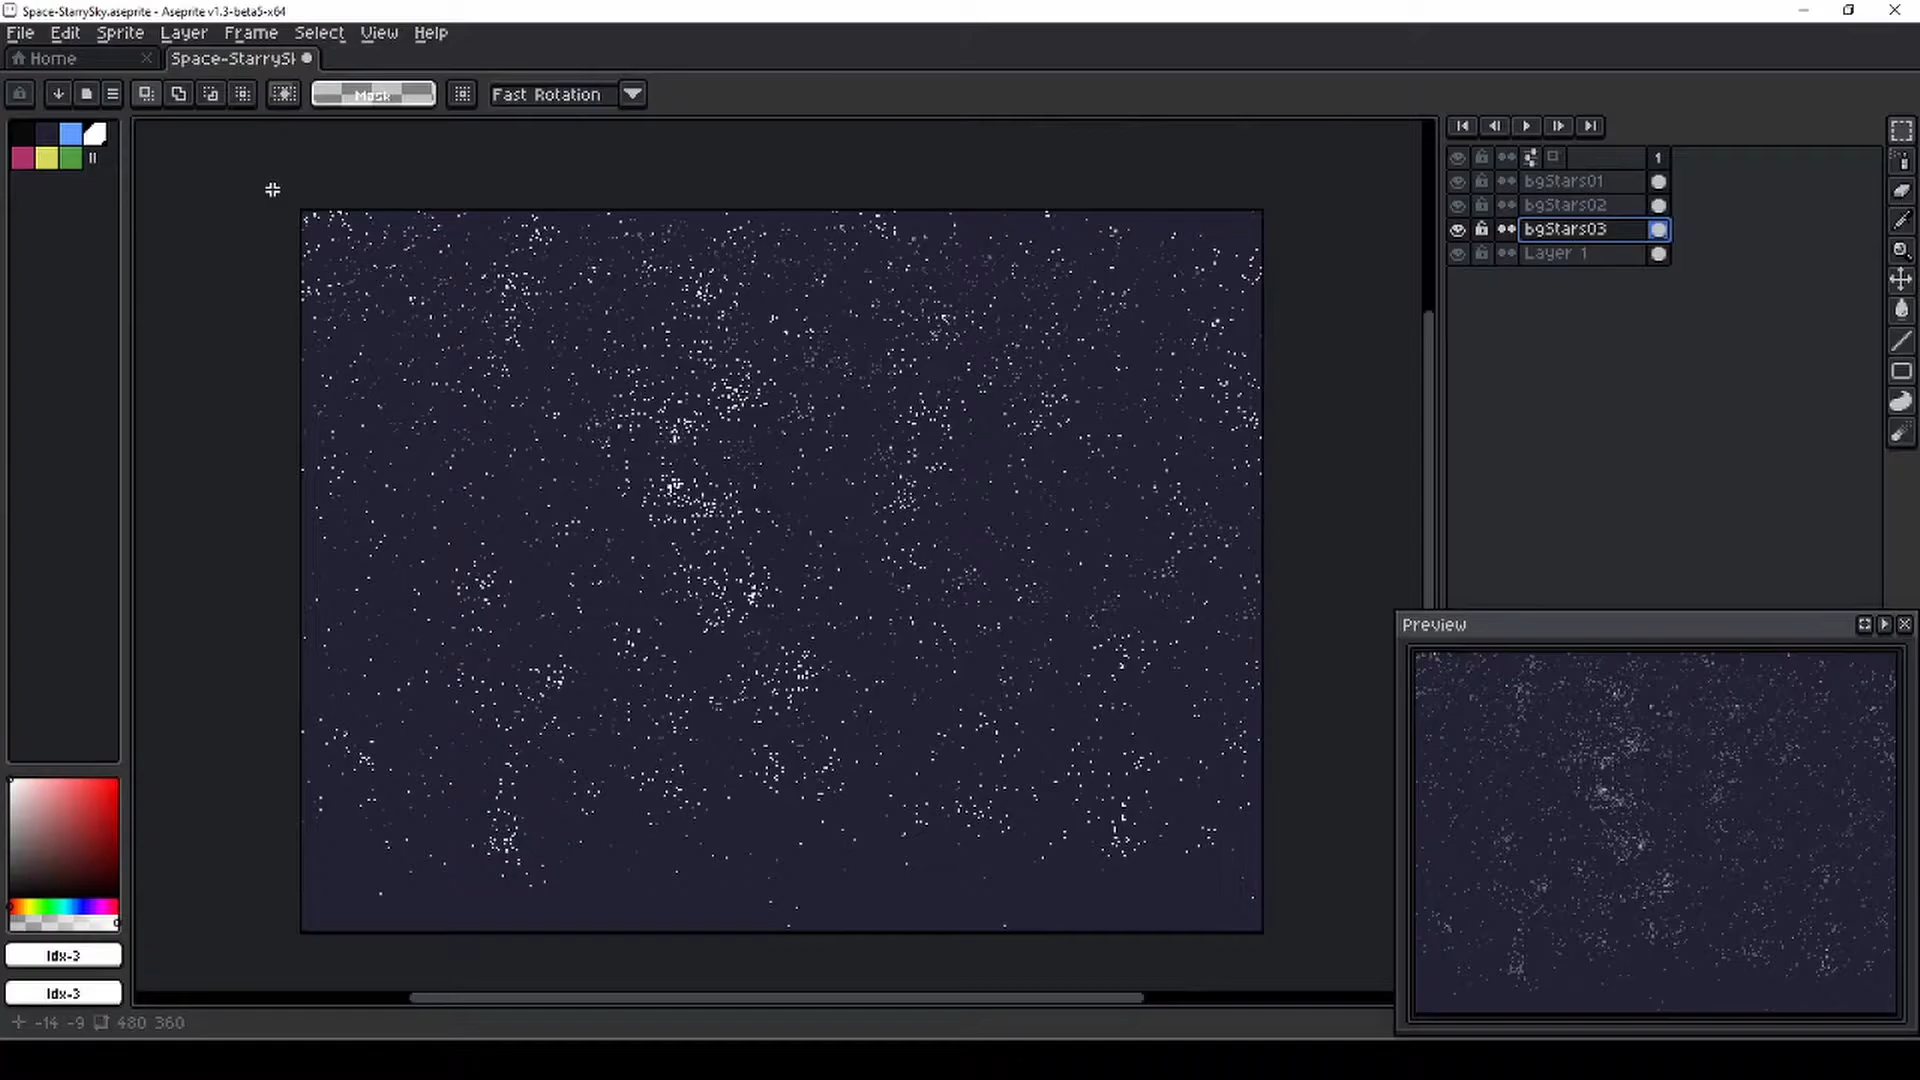 Space-StarrySky.aseprite - Aseprite v1.3-beta5-x64
File Edit Sprite Layer Frame Select View Help
Home Space-StarrySl
Mask Fast Rotation
1
bgStars01
bgStars02
bgStars03
Layer 1
Preview
Idx-3
Idx-3
-14 -9 480 360